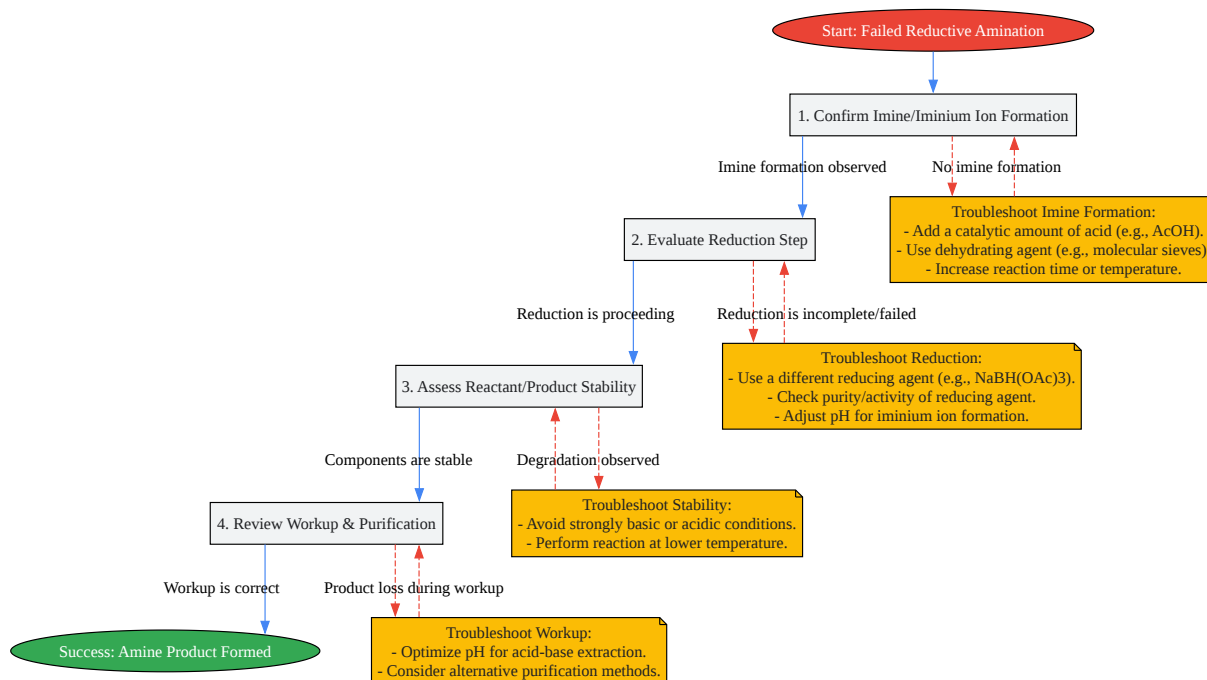 Start: Failed Reductive Amination
1. Confirm Imine/Iminium Ion Formation
Imine formation observed
No imine formation
Troubleshoot Imine Formation:
- Add a catalytic amount of acid (e.g., AcOH).
- Use dehydrating agent (e.g., molecular sieves)
- Increase reaction time or temperature.
2. Evaluate Reduction Step
Reduction is proceeding
Reduction is incomplete/failed
Troubleshoot Reduction:
- Use a different reducing agent (e.g., NaBH(OAc)3).
- Check purity/activity of reducing agent.
- Adjust pH for iminium ion formation.
3. Assess Reactant/Product Stability
Components are stable
Degradation observed
Troubleshoot Stability:
- Avoid strongly basic or acidic conditions.
- Perform reaction at lower temperature.
4. Review Workup & Purification
Workup is correct
Product loss during workup
Troubleshoot Workup:
- Optimize pH for acid-base extraction.
- Consider alternative purification methods.
Success: Amine Product Formed